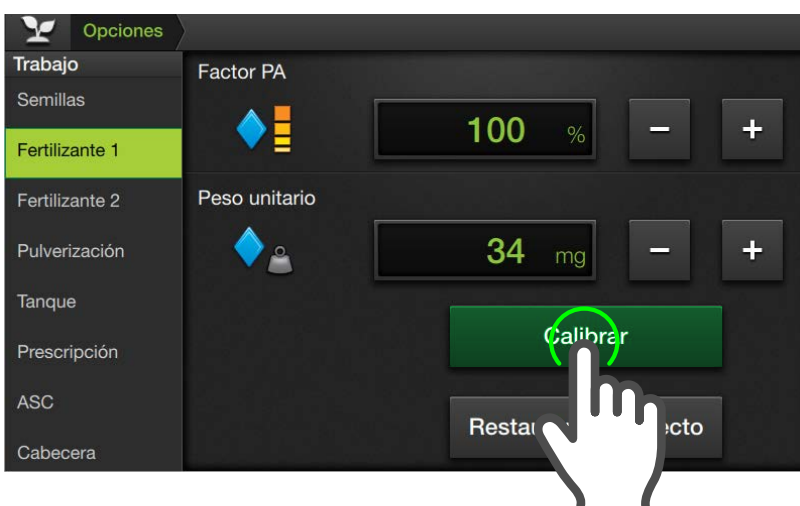 Opciones
Trabajo
Semillas
Fertilizante 1
Fertilizante 2
Pulverización
Tanque
Prescripción
ASC
Cabecera
Factor PA
100 %
− +
Peso unitario
34 mg
− +
Calibrar